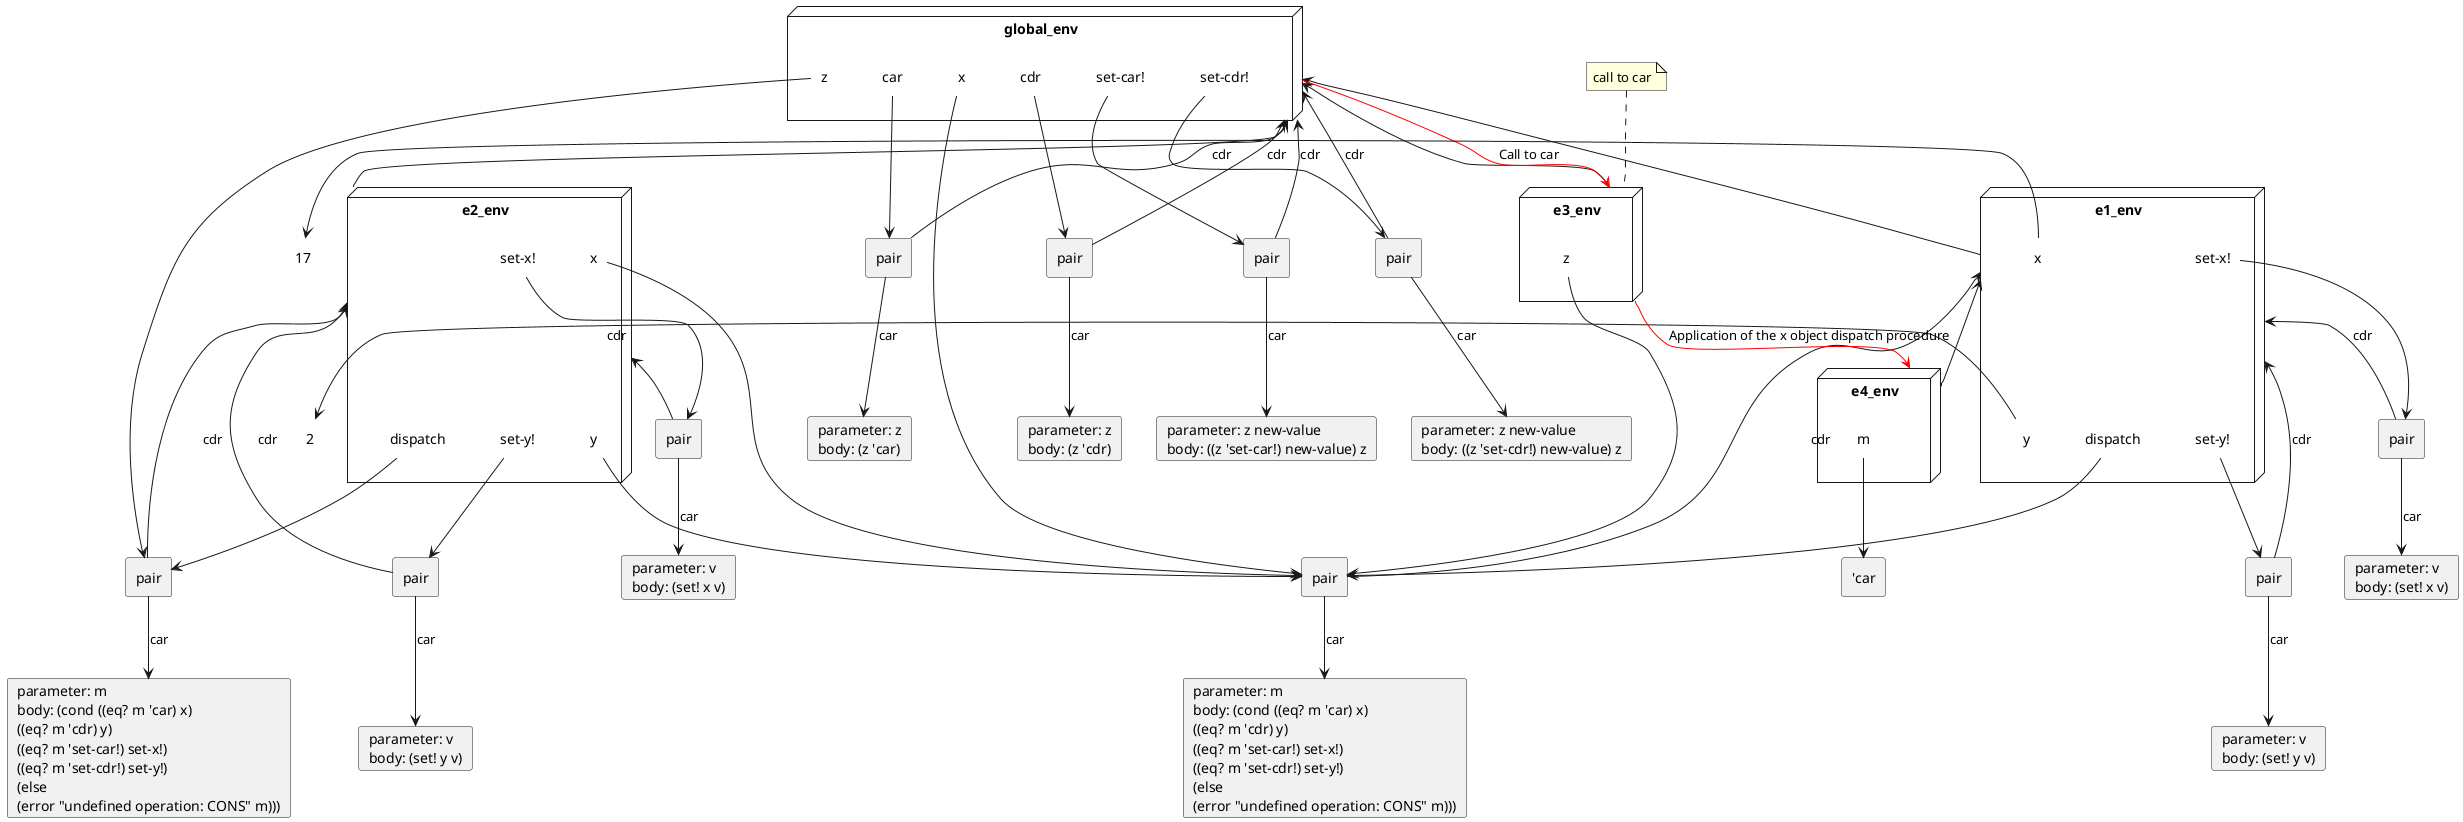 global_env
z
car
x
cdr
set-car!
set-cdr!
call to car
Call to car
cdr
cdr
cdr
cdr
e2_env
e3_env
e1_env
17
set-x!
x
pair
pair
pair
pair
z
x
set-x!
cdr
car
car
car
car
Application of the x object dispatch procedure
cdr
e4_env
cdr
cdr
2
dispatch
set-y!
y
pair
parameter: z
body: (z 'car)
parameter: z
body: (z 'cdr)
parameter: z new-value
body: ((z 'set-car!) new-value) z
parameter: z new-value
body: ((z 'set-cdr!) new-value) z
cdr
m
y
dispatch
set-y!
cdr
pair
car
car
pair
pair
parameter: v
body: (set! x v)
pair
'car
pair
parameter: v
body: (set! x v)
car
car
car
car
parameter: m
body: (cond ((eq? m 'car) x)
((eq? m 'cdr) y)
((eq? m 'set-car!) set-x!)
((eq? m 'set-cdr!) set-y!)
(else
(error "undefined operation: CONS" m)))
parameter: v
body: (set! y v)
parameter: m
body: (cond ((eq? m 'car) x)
((eq? m 'cdr) y)
((eq? m 'set-car!) set-x!)
((eq? m 'set-cdr!) set-y!)
(else
(error "undefined operation: CONS" m)))
parameter: v
body: (set! y v)